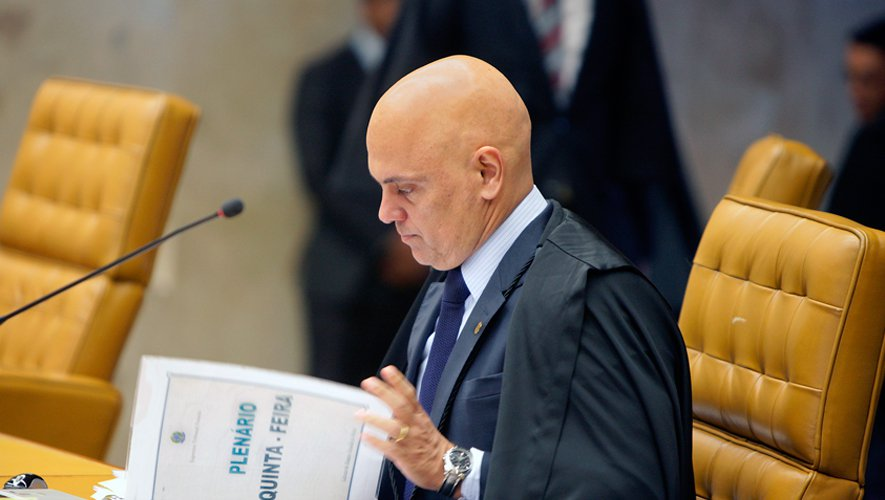 PLENÁRIO
QUINTA - FEIRA